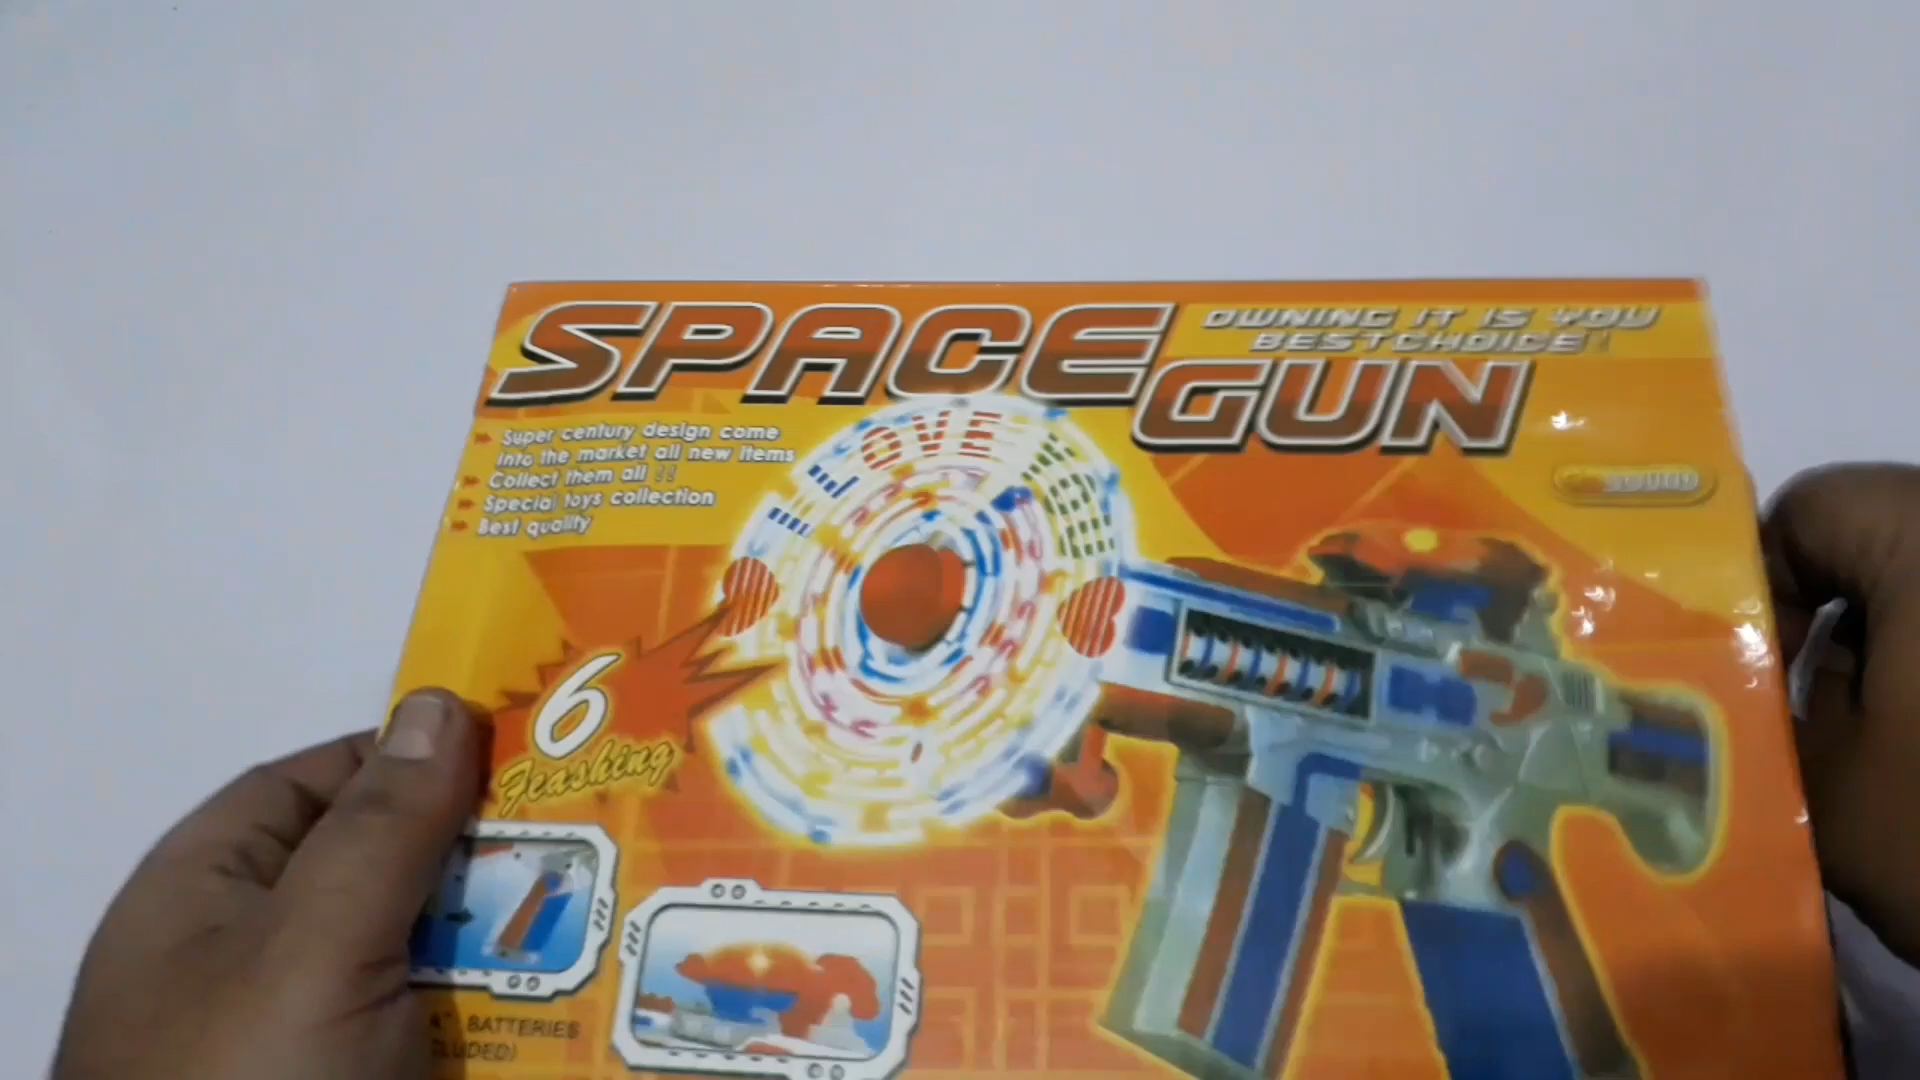 SPACE GUN
OWNING IT IS YOU
BESTCHOICE!
Super century design come
into the market all new items
Collect them all !!
Special toys collection
Best quality
LOVE
SOUND
6
Feashing
BATTERIES